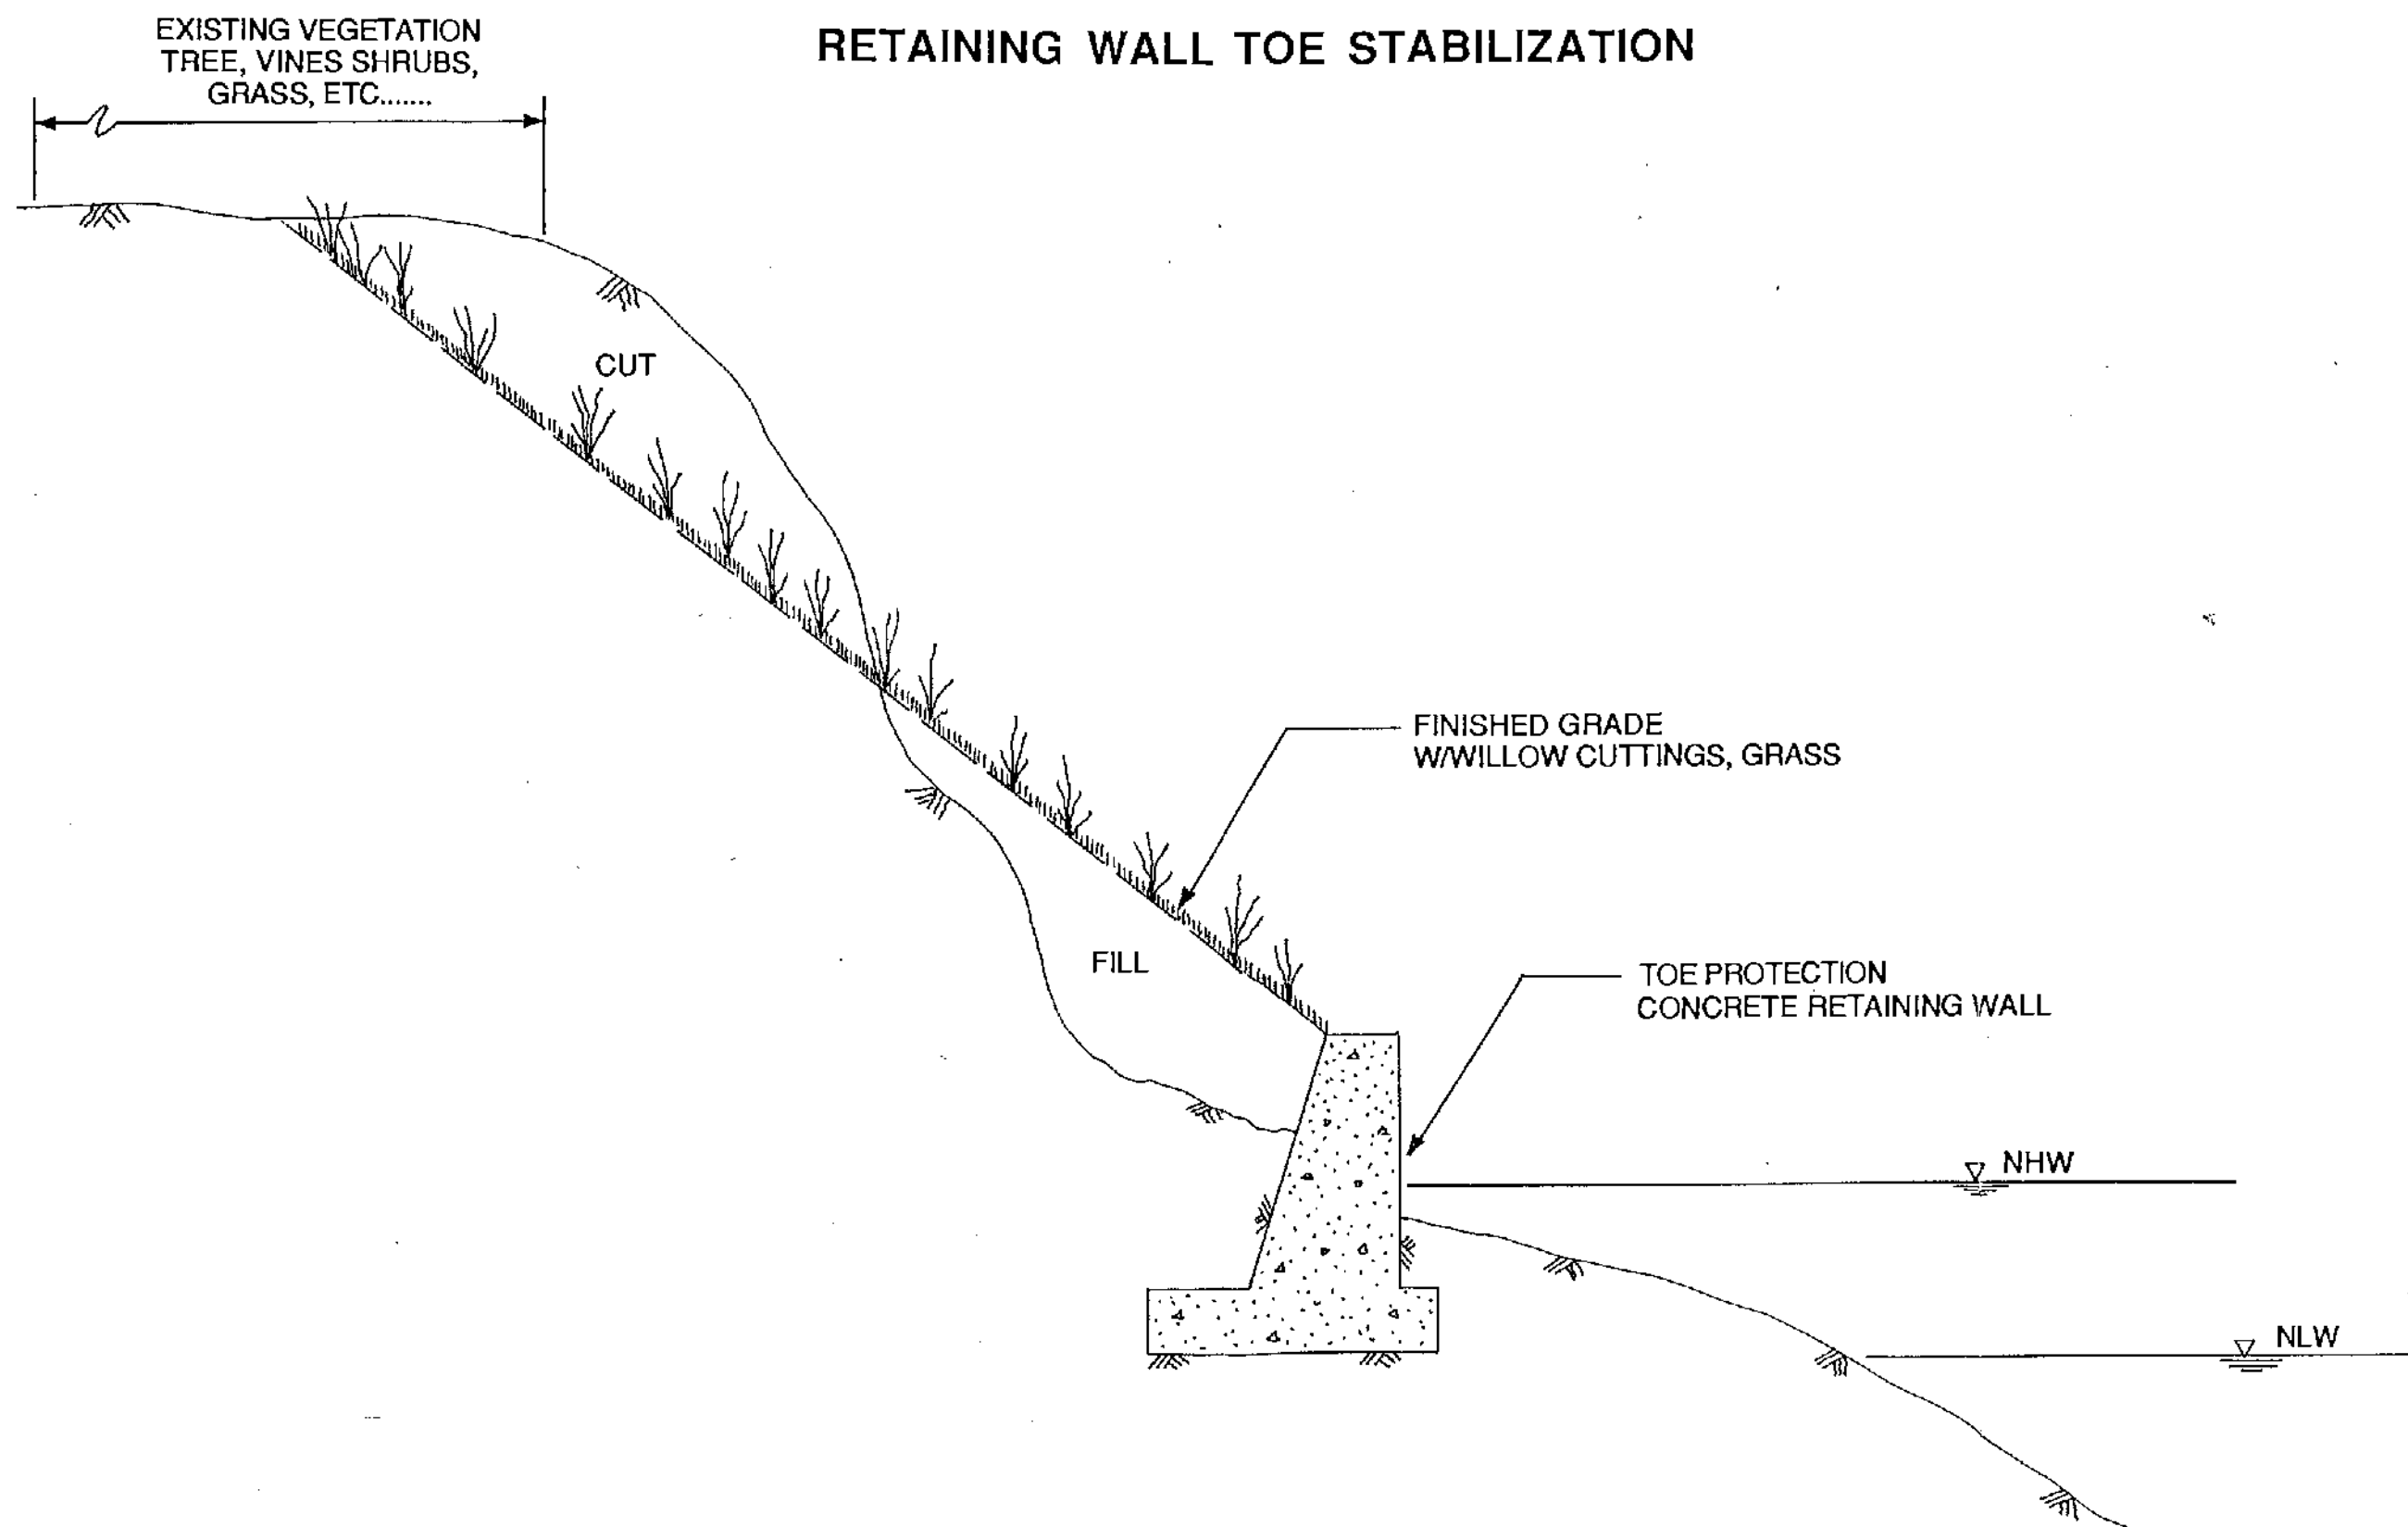 RETAINING WALL TOE STABILIZATION
EXISTING VEGETATION
TREE, VINES SHRUBS,
GRASS, ETC.......
CUT
FINISHED GRADE
W/WILLOW CUTTINGS, GRASS
FILL
TOE PROTECTION
CONCRETE RETAINING WALL
NHW
NLW